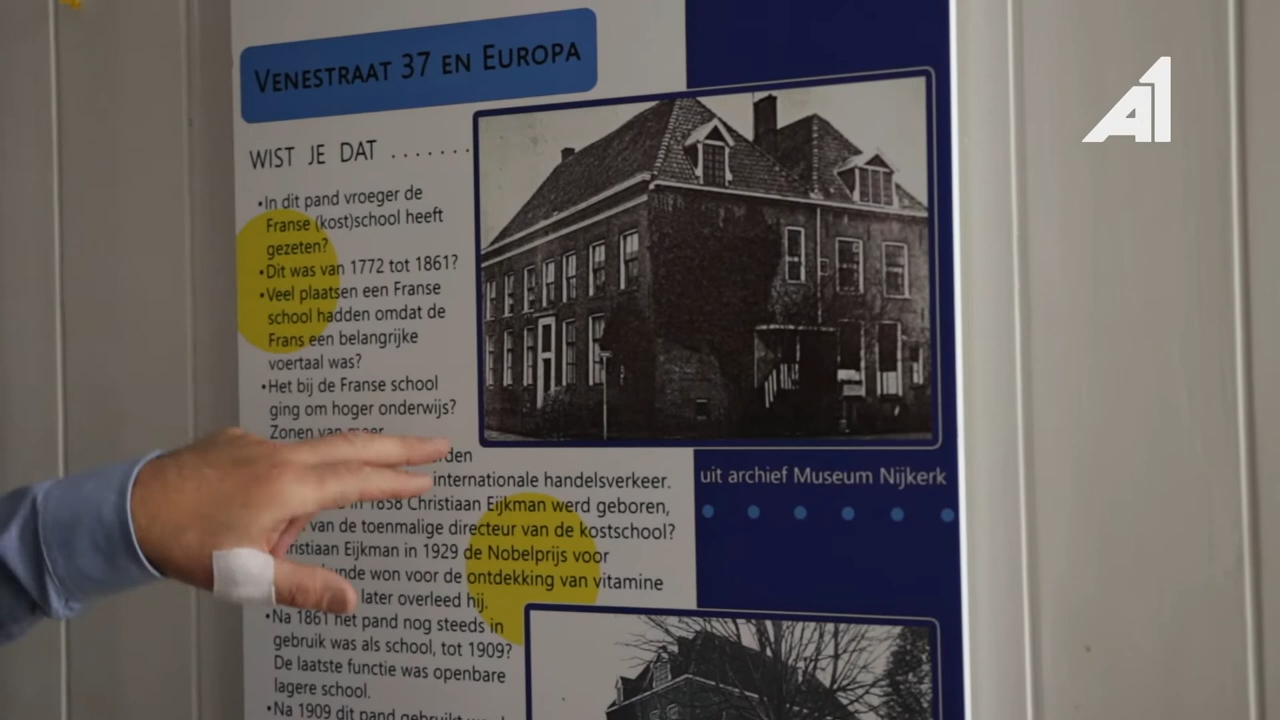 VENESTRAAT 37 EN EUROPA
A1
WIST JE DAT .......
•In dit pand vroeger de
Franse (kost)school heeft
gezeten?
•Dit was van 1772 tot 1861?
•Veel plaatsen een Franse
school hadden omdat de
Frans een belangrijke
voertaal was?
•Het bij de Franse school
ging om hoger onderwijs?
Zonen van meer
internationale handelsverkeer.
in 1858 Christiaan Eijkman werd geboren,
van de toenmalige directeur van de kostschool?
Eijkman in 1929 de Nobelprijs voor
won voor de ontdekking van vitamine
later overleed hij.
•Na 1861 het pand nog steeds in
gebruik was als school, tot 1909?
De laatste functie was openbare
lagere school.
•Na 1909 dit pand gebruikt
uit archief Museum Nijkerk